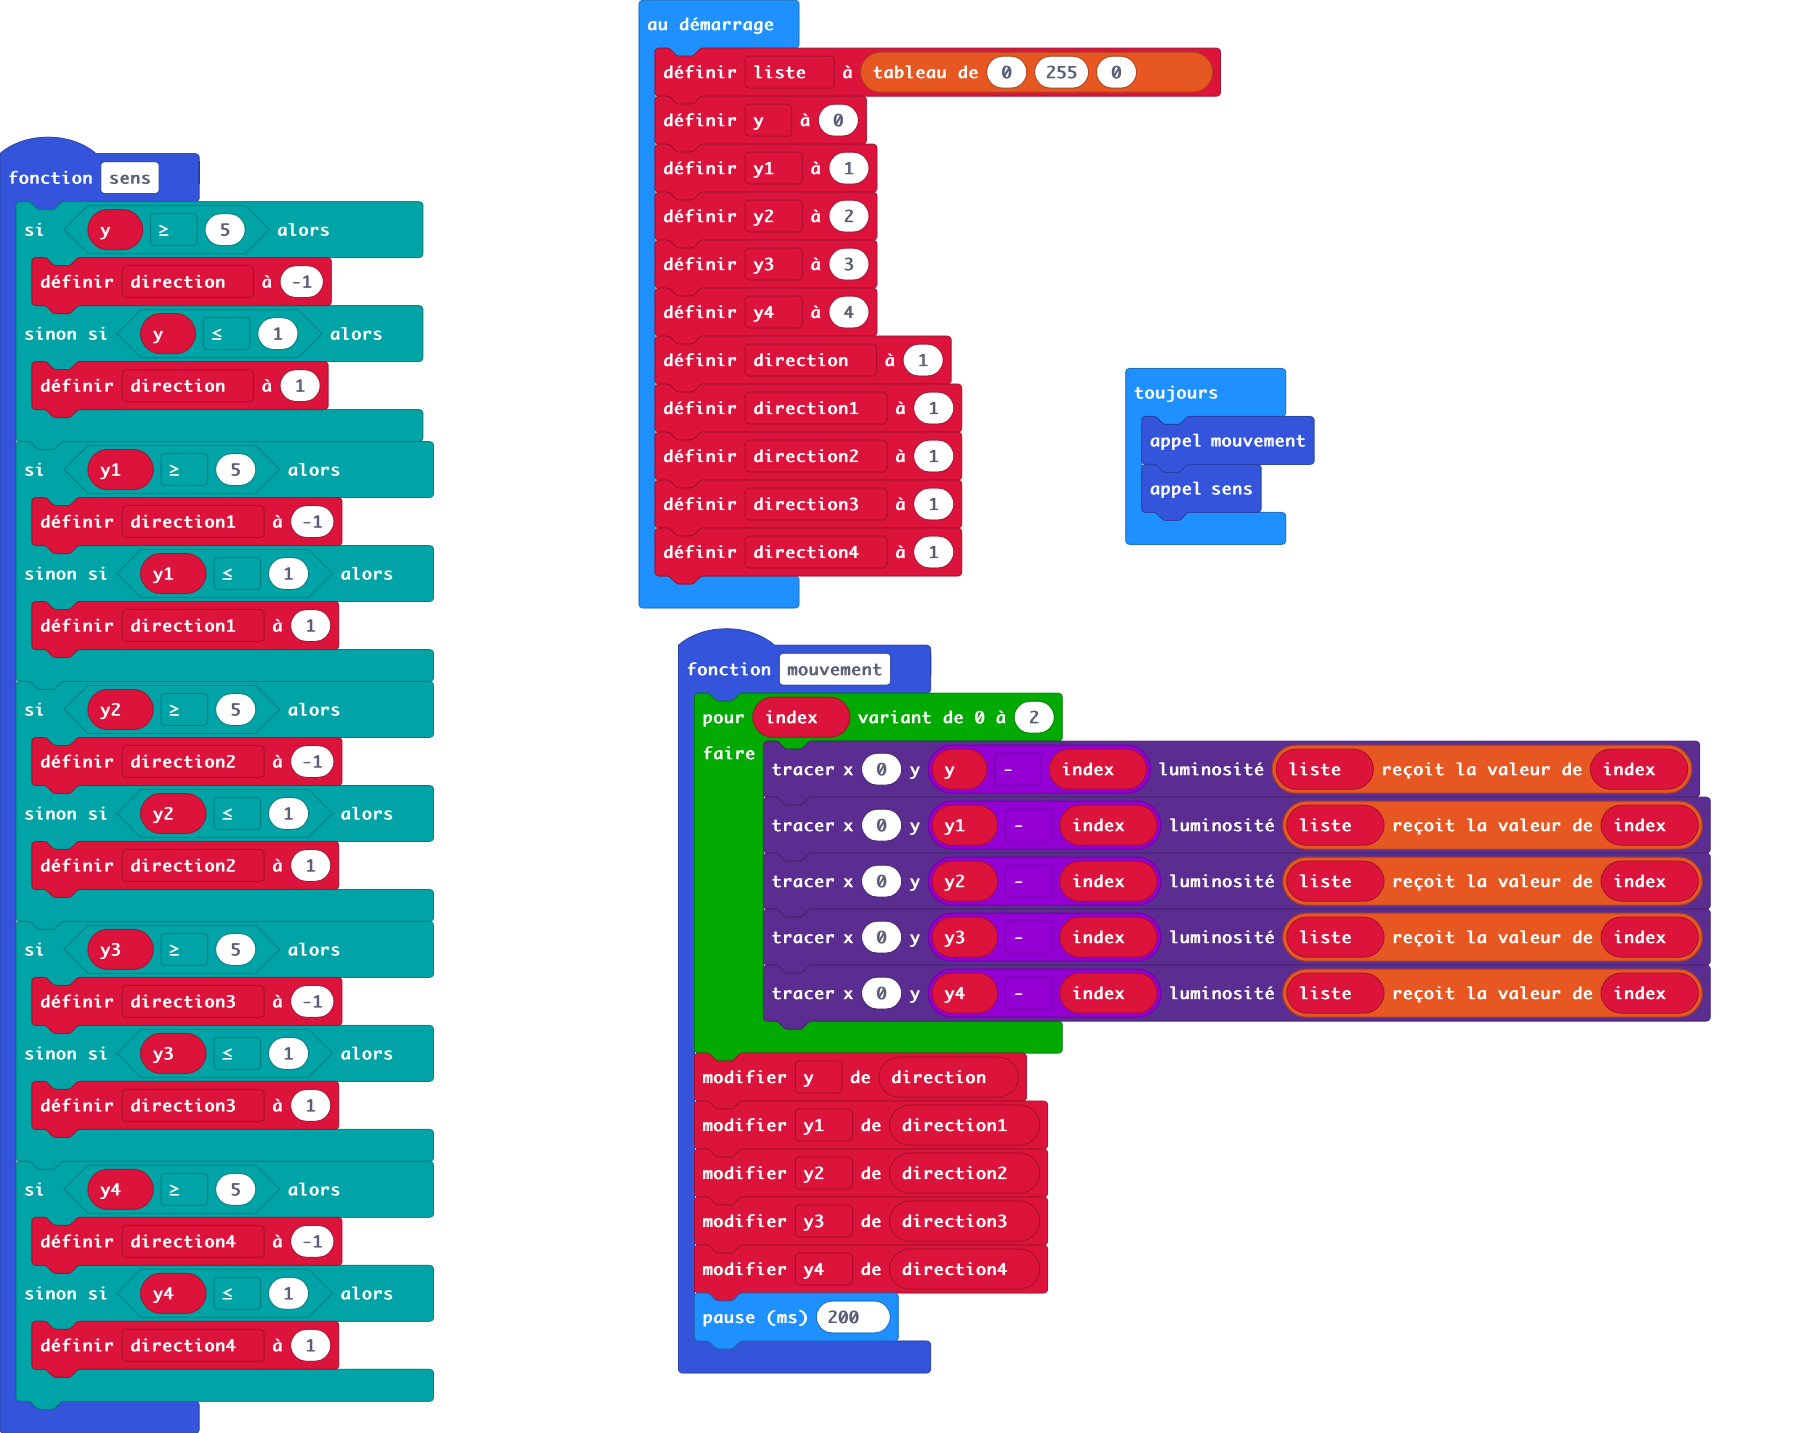 fonction sens
si y ≥ 5 alors
définir direction à -1
sinon si y ≤ 1 alors
définir direction à 1
si y1 ≥ 5 alors
définir direction1 à -1
sinon si y1 ≤ 1 alors
définir direction1 à 1
si y2 ≥ 5 alors
définir direction2 à -1
sinon si y2 ≤ 1 alors
définir direction2 à 1
si y3 ≥ 5 alors
définir direction3 à -1
sinon si y3 ≤ 1 alors
définir direction3 à 1
si y4 ≥ 5 alors
définir direction4 à -1
sinon si y4 ≤ 1 alors
définir direction4 à 1
au démarrage
définir liste à tableau de 0 255 0
définir y à 0
définir y1 à 1
définir y2 à 2
définir y3 à 3
définir y4 à 4
définir direction à 1
définir direction1 à 1
définir direction2 à 1
définir direction3 à 1
définir direction4 à 1
toujours
appel mouvement
appel sens
fonction mouvement
pour index variant de 0 à 2
faire
tracer x 0 y y - index luminosité liste reçoit la valeur de index
tracer x 0 y y1 - index luminosité liste reçoit la valeur de index
tracer x 0 y y2 - index luminosité liste reçoit la valeur de index
tracer x 0 y y3 - index luminosité liste reçoit la valeur de index
tracer x 0 y y4 - index luminosité liste reçoit la valeur de index
modifier y de direction
modifier y1 de direction1
modifier y2 de direction2
modifier y3 de direction3
modifier y4 de direction4
pause (ms) 200